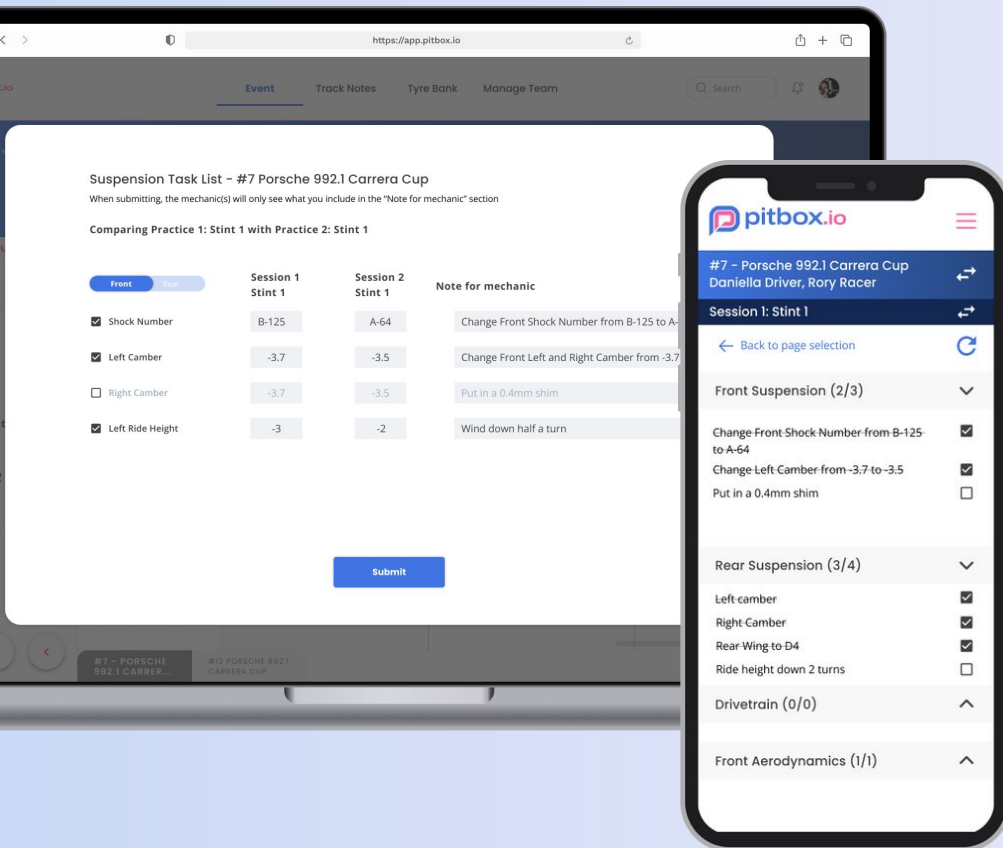 https://app.pitbox.io
.io
Event Track Notes Tyre Bank Manage Team Search
Suspension Task List - #7 Porsche 992.1 Carrera Cup
When submitting, the mechanic(s) will only see what you include in the "Note for mechanic" section
Comparing Practice 1: Stint 1 with Practice 2: Stint 1
Front Rear
Session 1 Stint 1
Session 2 Stint 1
Note for mechanic
Shock Number B-125 A-64 Change Front Shock Number from B-125 to A-
Left Camber -3.7 -3.5 Change Front Left and Right Camber from -3.7
Right Camber -3.7 -3.5 Put in a 0.4mm shim
Left Ride Height -3 -2 Wind down half a turn
Submit
#7 - PORSCHE
992.1 CARRER...
#12 PORSCHE 992.1
CARRERA CUP
pitbox.io
#7 - Porsche 992.1 Carrera Cup
Daniella Driver, Rory Racer
Session 1: Stint 1
Back to page selection
Front Suspension (2/3)
Change Front Shock Number from B-125
to A-64
Change Left Camber from -3.7 to -3.5
Put in a 0.4mm shim
Rear Suspension (3/4)
Left camber
Right Camber
Rear Wing to D4
Ride height down 2 turns
Drivetrain (0/0)
Front Aerodynamics (1/1)